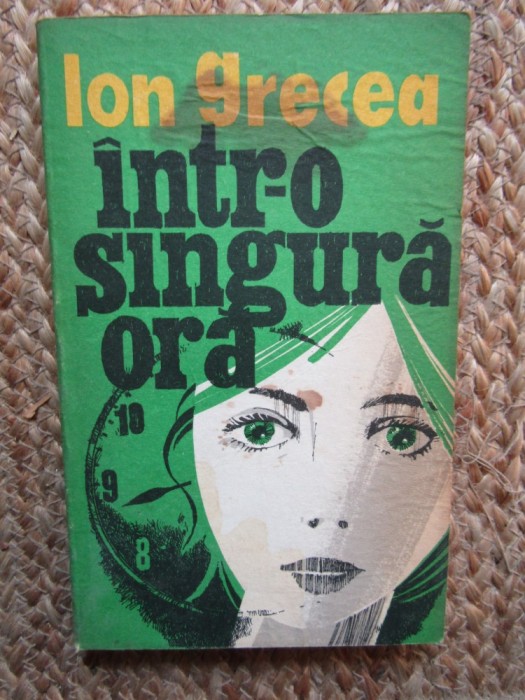 Ion grecea
într-o
singură
oră
10
9
8